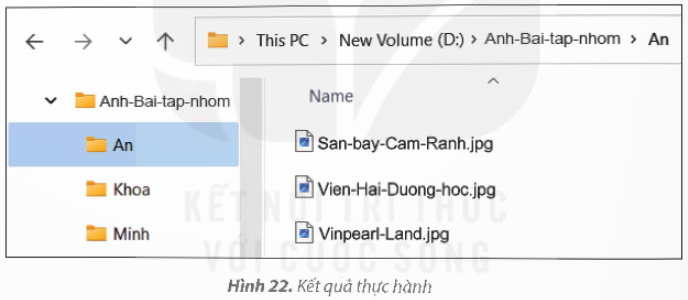 This PC > New Volume (D:) > Anh-Bai-tap-nhom > An
Anh-Bai-tap-nhom
Name
An
San-bay-Cam-Ranh.jpg
Khoa
Vien-Hai-Duong-hoc.jpg
Minh
Vinpearl-Land.jpg
KẾT NỐI TRI THỨC
VỚI CUỘC SỐNG
Hình 22. Kết quả thực hành